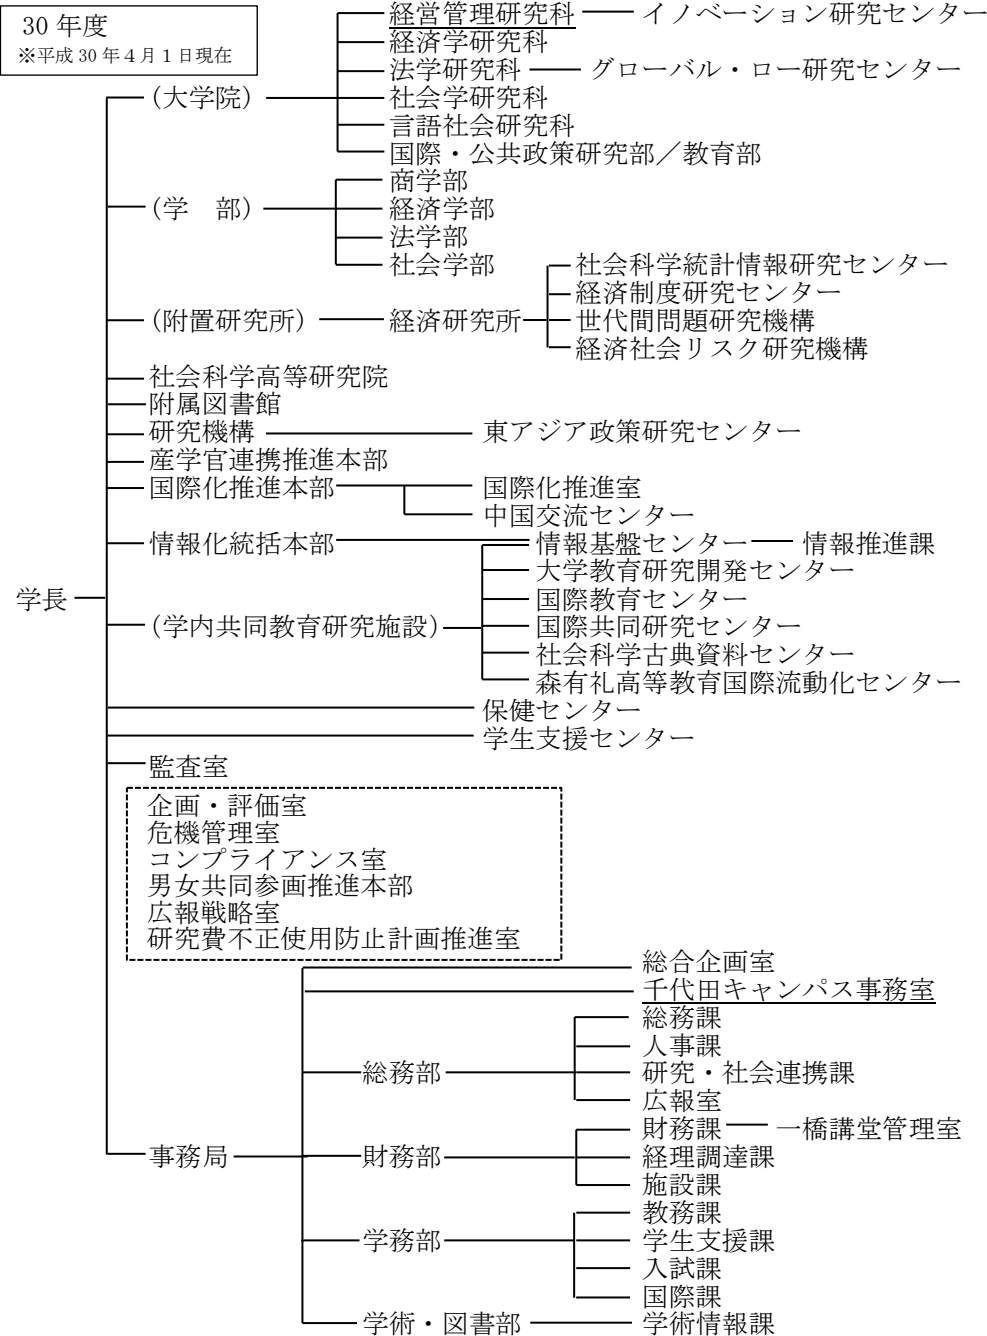 30 年度
※平成 30 年４月１日現在
経営管理研究科 イノベーション研究センター
経済学研究科
法学研究科 グローバル・ロー研究センター
(大学院) 社会学研究科
言語社会研究科
国際・公共政策研究部／教育部
商学部
(学　部) 経済学部
法学部
社会学部
社会科学統計情報研究センター
経済制度研究センター
(附置研究所) 経済研究所 世代間問題研究機構
経済社会リスク研究機構
社会科学高等研究院
附属図書館
研究機構 東アジア政策研究センター
産学官連携推進本部
国際化推進本部 国際化推進室
中国交流センター
情報化統括本部 情報基盤センター 情報推進課
大学教育研究開発センター
学長 国際教育センター
(学内共同教育研究施設) 国際共同研究センター
社会科学古典資料センター
森有礼高等教育国際流動化センター
保健センター
学生支援センター
監査室
企画・評価室
危機管理室
コンプライアンス室
男女共同参画推進本部
広報戦略室
研究費不正使用防止計画推進室
総合企画室
千代田キャンパス事務室
総務課
人事課
総務部 研究・社会連携課
広報室
財務課 一橋講堂管理室
事務局 財務部 経理調達課
施設課
教務課
学務部 学生支援課
入試課
国際課
学術・図書部 学術情報課